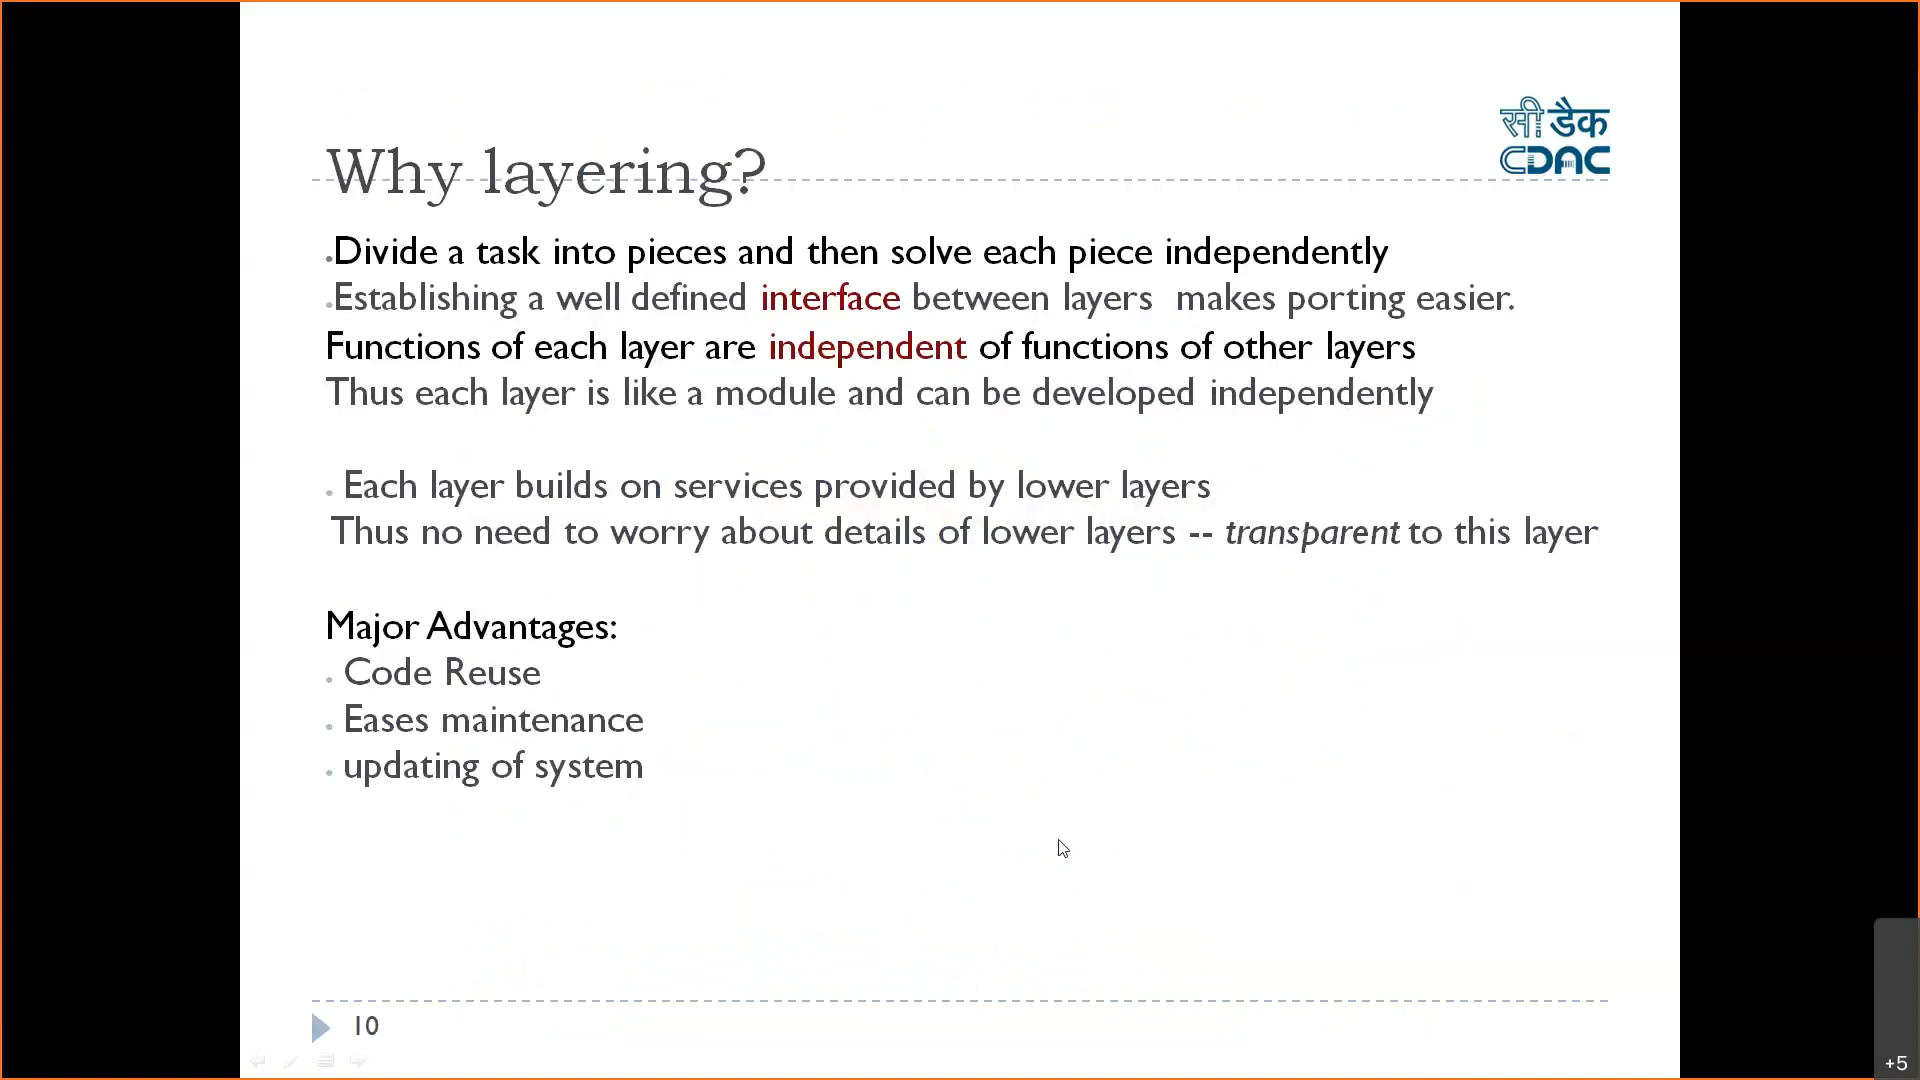 सी डैक
CDAC
Why layering?
•Divide a task into pieces and then solve each piece independently
•Establishing a well defined interface between layers  makes porting easier.
Functions of each layer are independent of functions of other layers
Thus each layer is like a module and can be developed independently
• Each layer builds on services provided by lower layers
Thus no need to worry about details of lower layers -- transparent to this layer
Major Advantages:
• Code Reuse
• Eases maintenance
• updating of system
10
+5